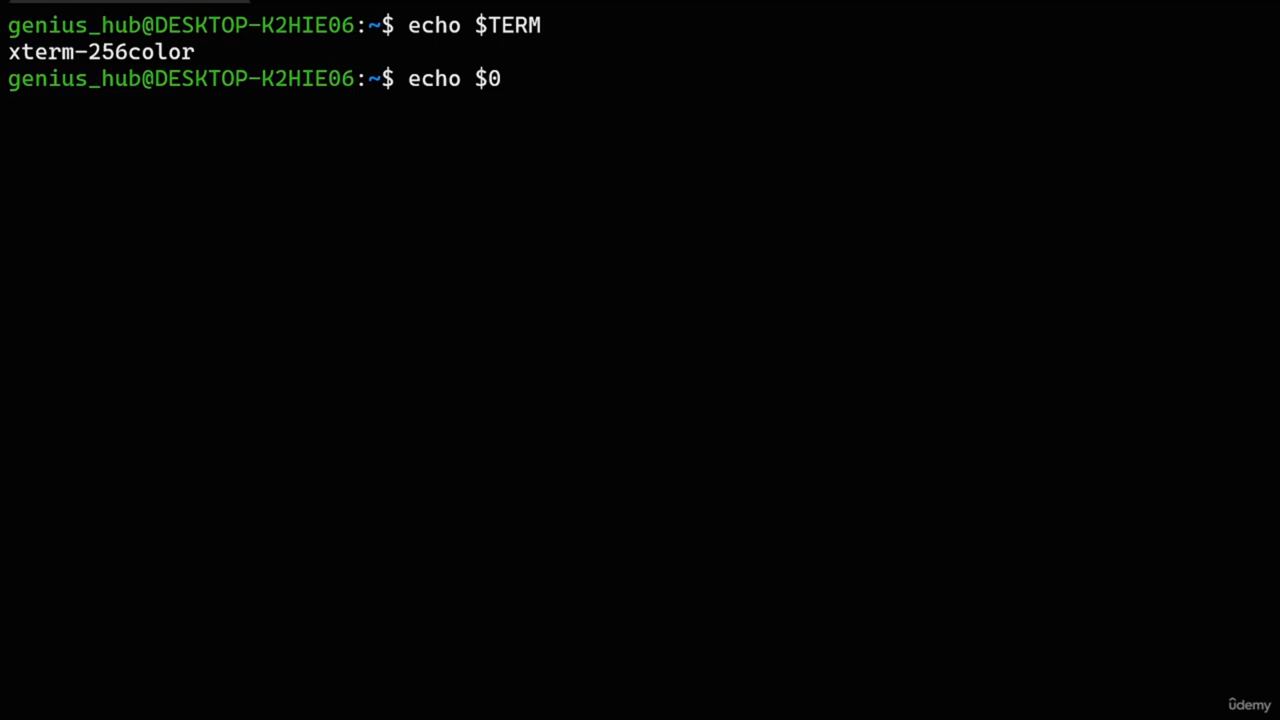 genius_hub@DESKTOP-K2HIE06:~$ echo $TERM
xterm-256color
genius_hub@DESKTOP-K2HIE06:~$ echo $0
ûdemy